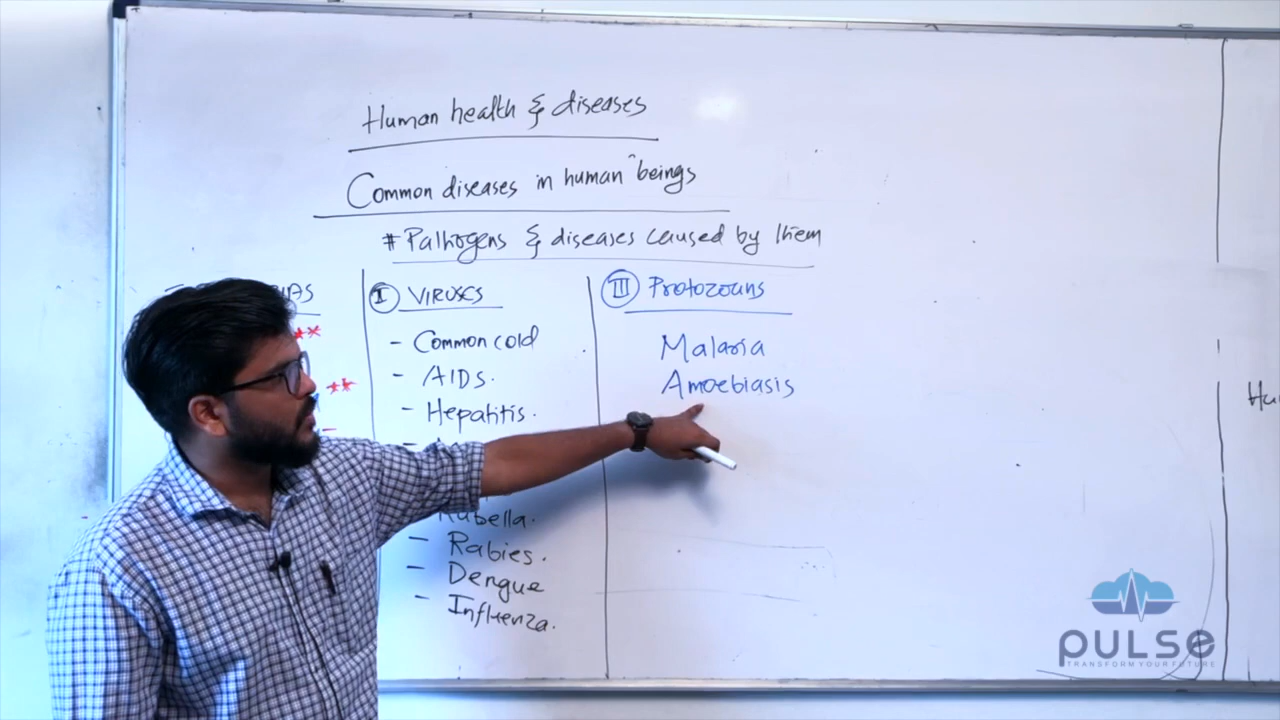 Human health & diseases
Common diseases in human beings
# Pathogens & diseases caused by them
I VIRUSES
- Common cold
- AIDS.
- Hepatitis.
Rubella.
- Rabies.
- Dengue
- Influenza.
III Protozouns
Malaria
Amoebiasis
**
**
PULSE
TRANSFORM YOUR FUTURE